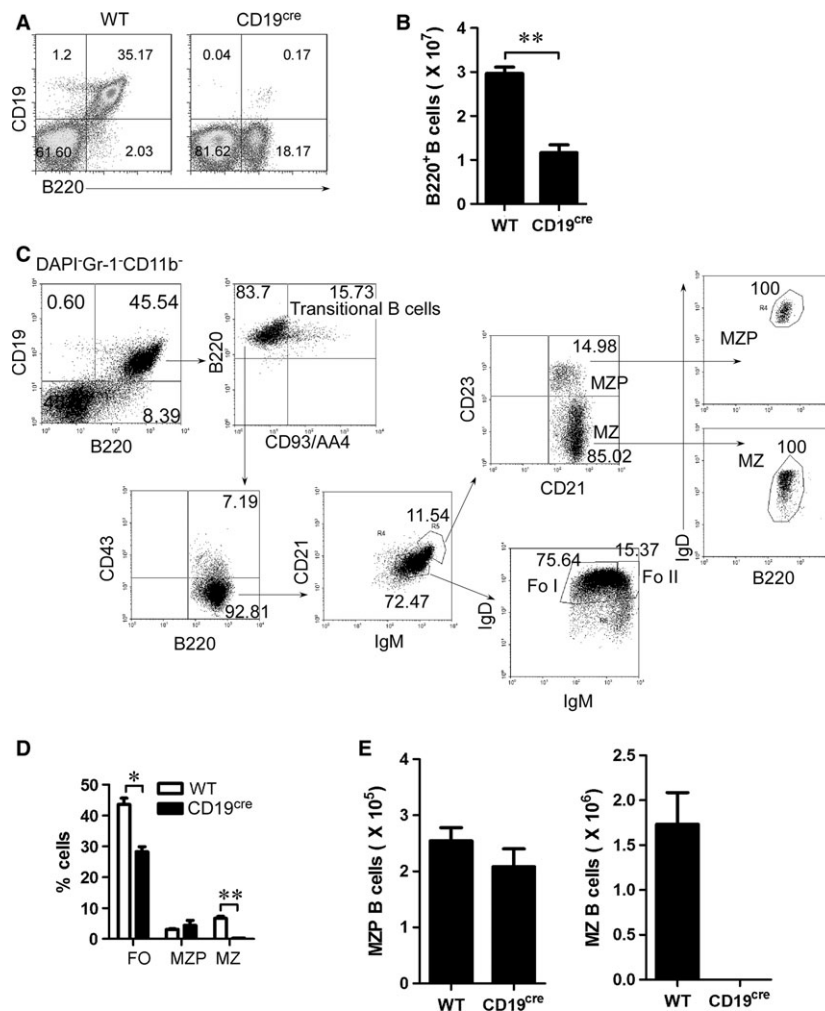 A
WT
CD19cre
1.2
35.17
0.04
0.17
CD19
61.60
2.03
81.62
18.17
B220
B
**
B220+ B cells ( X 10⁷)
4
3
2
1
0
WT
CD19cre
C
DAPI-Gr-1-CD11b-
0.60
45.54
CD19
8.39
B220
83.7
15.73
Transitional B cells
B220
CD93/AA4
7.19
CD43
92.81
B220
11.54
R4
R5
CD21
72.47
IgM
14.98
CD23
MZP
MZ
85.02
CD21
75.64
15.37
Fo I
Fo II
IgD
IgM
100
R4
MZP
100
MZ
IgD
B220
D
*
WT
CD19cre
**
% cells
50
40
30
20
10
0
FO
MZP
MZ
E
MZP B cells ( X 10⁵)
4
3
2
1
0
WT
CD19cre
MZ B cells ( X 10⁶)
2.5
2.0
1.5
1.0
0.5
0.0
WT
CD19cre